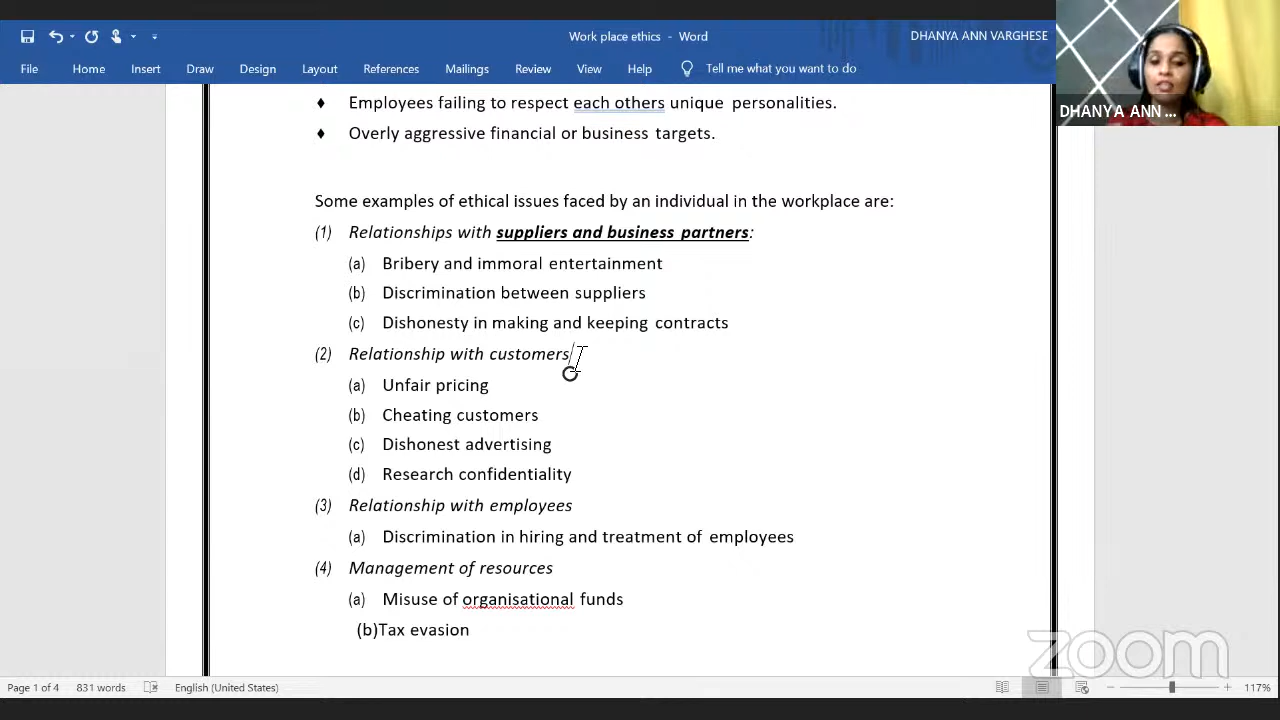 Work place ethics - Word
DHANYA ANN VARGHESE
File Home Insert Draw Design Layout References Mailings Review View Help Tell me what you want to do
DHANYA ANN ...
♦ Employees failing to respect each others unique personalities.
♦ Overly aggressive financial or business targets.
Some examples of ethical issues faced by an individual in the workplace are:
(1) Relationships with suppliers and business partners:
(a) Bribery and immoral entertainment
(b) Discrimination between suppliers
(c) Dishonesty in making and keeping contracts
(2) Relationship with customers
(a) Unfair pricing
(b) Cheating customers
(c) Dishonest advertising
(d) Research confidentiality
(3) Relationship with employees
(a) Discrimination in hiring and treatment of employees
(4) Management of resources
(a) Misuse of organisational funds
(b)Tax evasion
zoom
Page 1 of 4 831 words English (United States) 117%